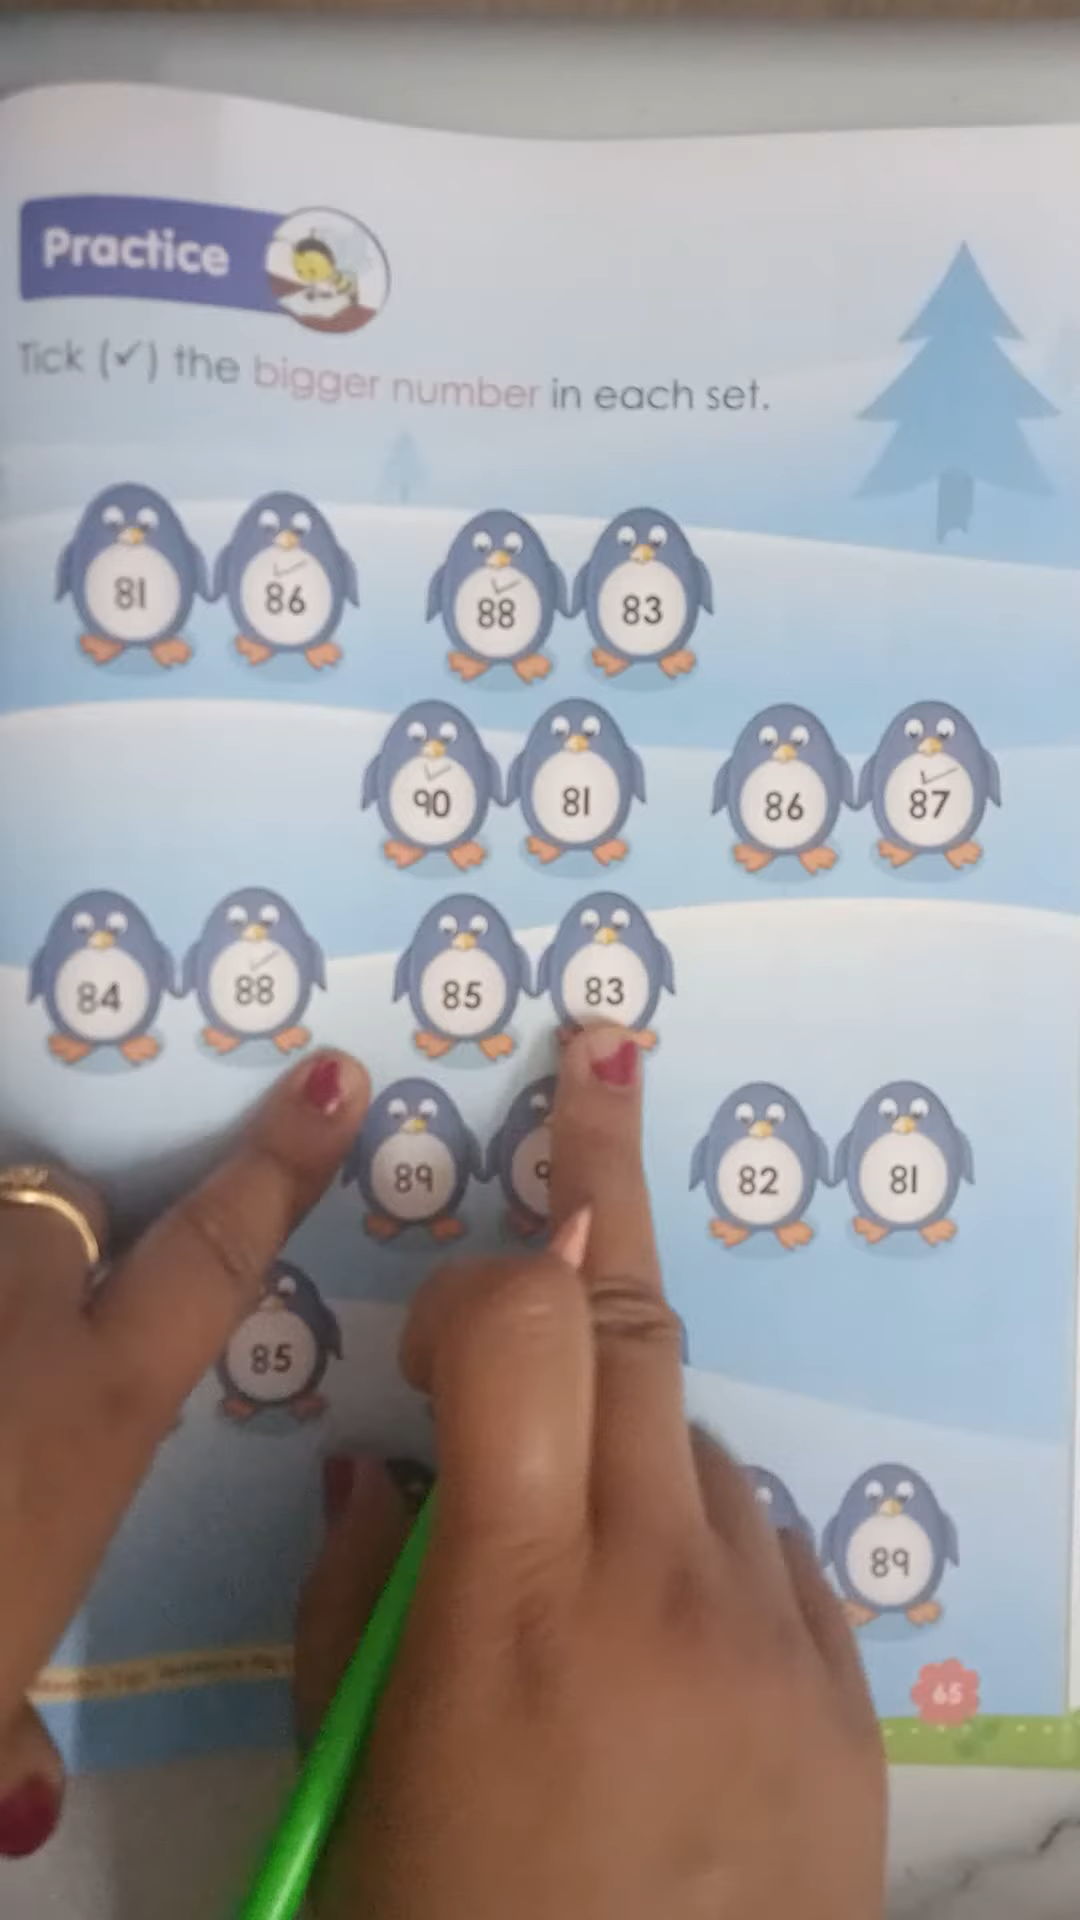 Practice
Tick (✓) the bigger number in each set.
81 86 88 83
90 81 86 87
84 88 85 83
89 82 81
85
89
65